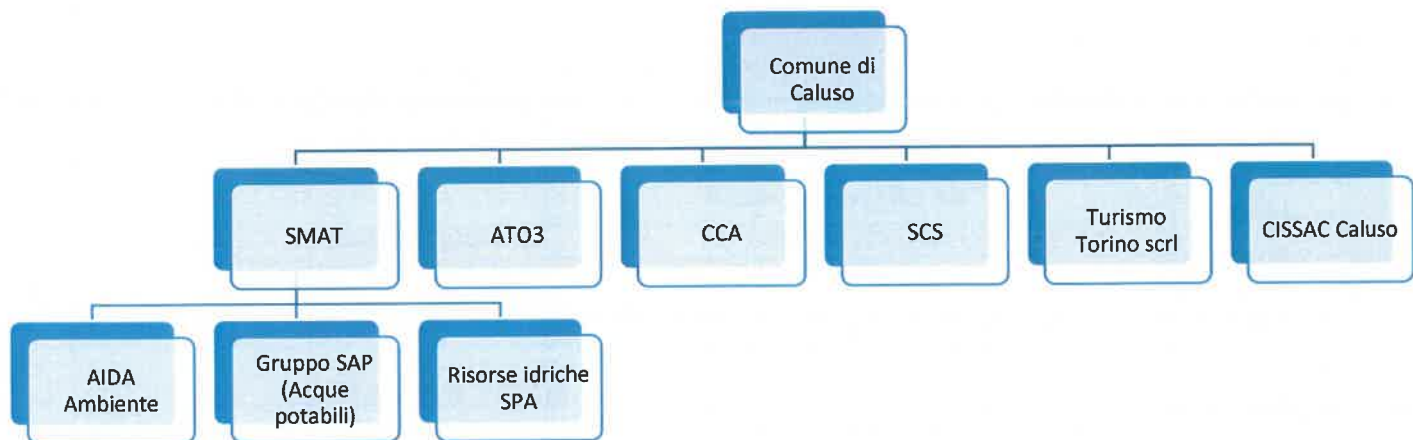 Comune di
Caluso
SMAT
ATO3
CCA
SCS
Turismo
Torino scrl
CISSAC Caluso
AIDA
Ambiente
Gruppo SAP
(Acque
potabili)
Risorse idriche
SPA